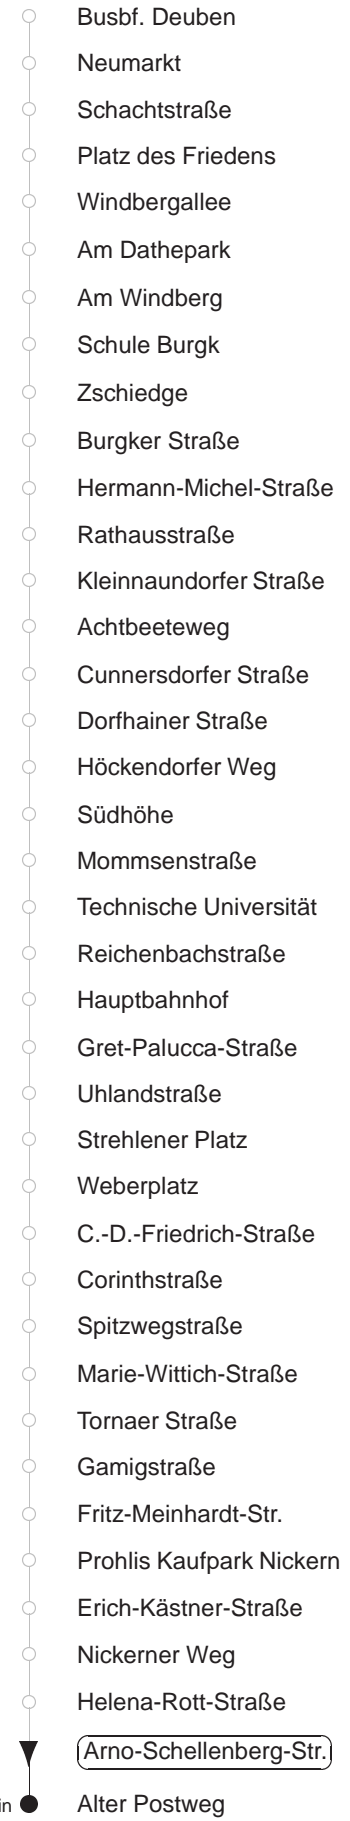 Busbf. Deuben
Neumarkt
Schachtstraße
Platz des Friedens
Windbergallee
Am Dathepark
Am Windberg
Schule Burgk
Zschiedge
Burgker Straße
Hermann-Michel-Straße
Rathausstraße
Kleinnaundorfer Straße
Achtbeeteweg
Cunnersdorfer Straße
Dorfhainer Straße
Höckendorfer Weg
Südhöhe
Mommsenstraße
Technische Universität
Reichenbachstraße
Hauptbahnhof
Gret-Palucca-Straße
Uhlandstraße
Strehlener Platz
Weberplatz
C.-D.-Friedrich-Straße
Corinthstraße
Spitzwegstraße
Marie-Wittich-Straße
Tornaer Straße
Gamigstraße
Fritz-Meinhardt-Str.
Prohlis Kaufpark Nickern
Erich-Kästner-Straße
Nickerner Weg
Helena-Rott-Straße
Arno-Schellenberg-Str.
in Alter Postweg